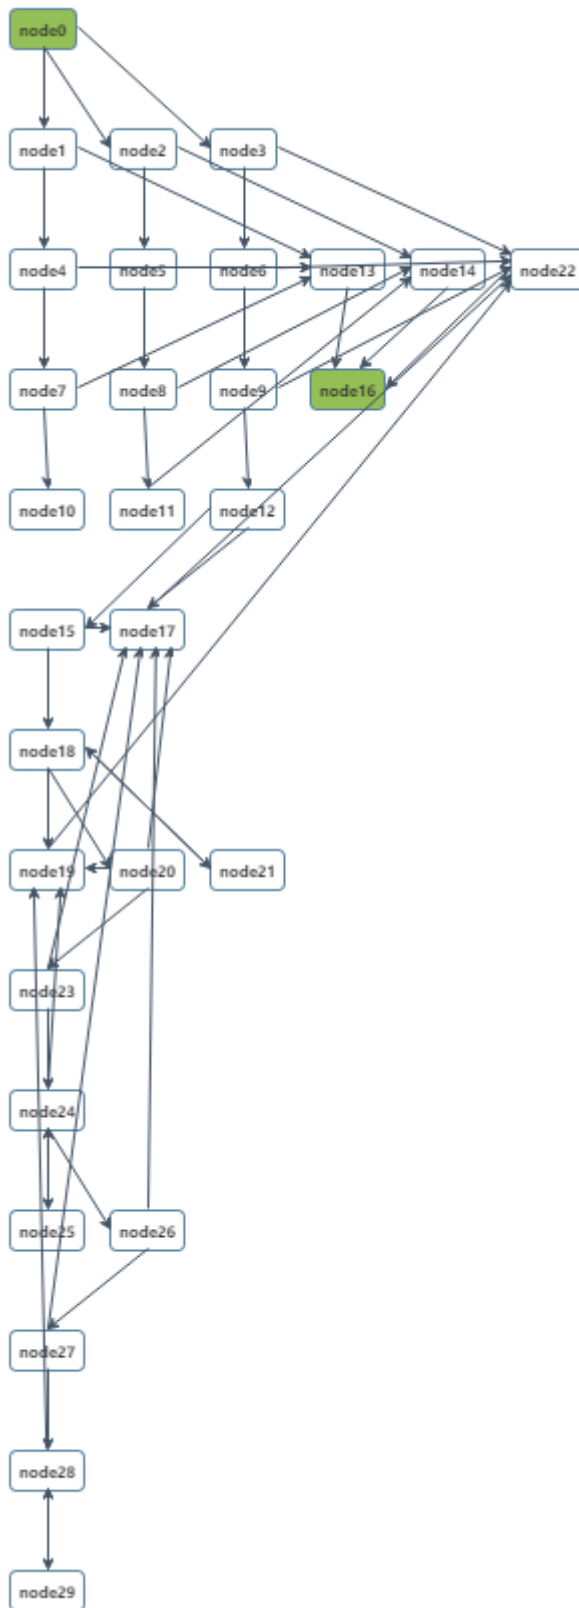 node0
node1 node2 node3
node4 node5 node6 node13 node14 node22
node7 node8 node9 node16
node10 node11 node12
node15 node17
node18
node19 node20 node21
node23
node24
node25 node26
node27
node28
node29